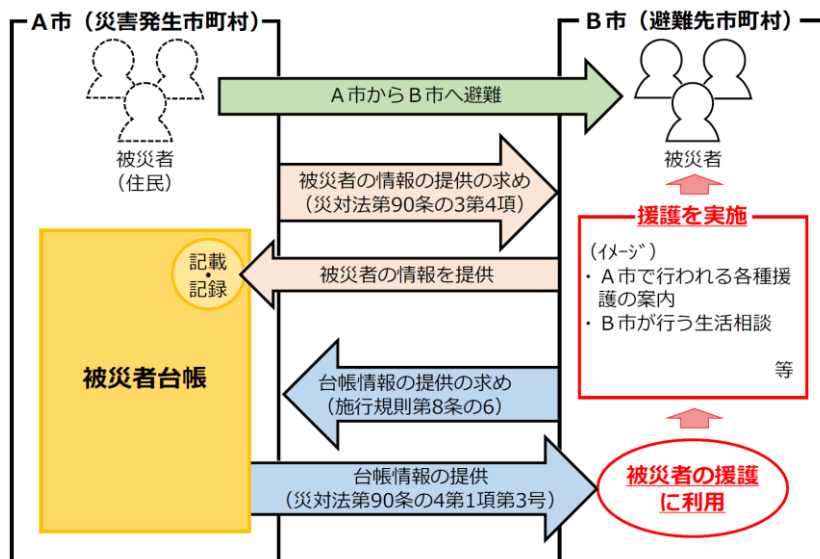 A市（災害発生市町村）
B市（避難先市町村）
A市からB市へ避難
被災者
（住民）
被災者
被災者の情報の提供の求め
（災対法第90条の3第4項）
援護を実施
（ｲﾒｰｼﾞ）
・A市で行われる各種援
護の案内
・B市が行う生活相談
等
記載
・
記録
被災者の情報を提供
被災者台帳
台帳情報の提供の求め
（施行規則第8条の6）
台帳情報の提供
（災対法第90条の4第1項第3号）
被災者の援護
に利用